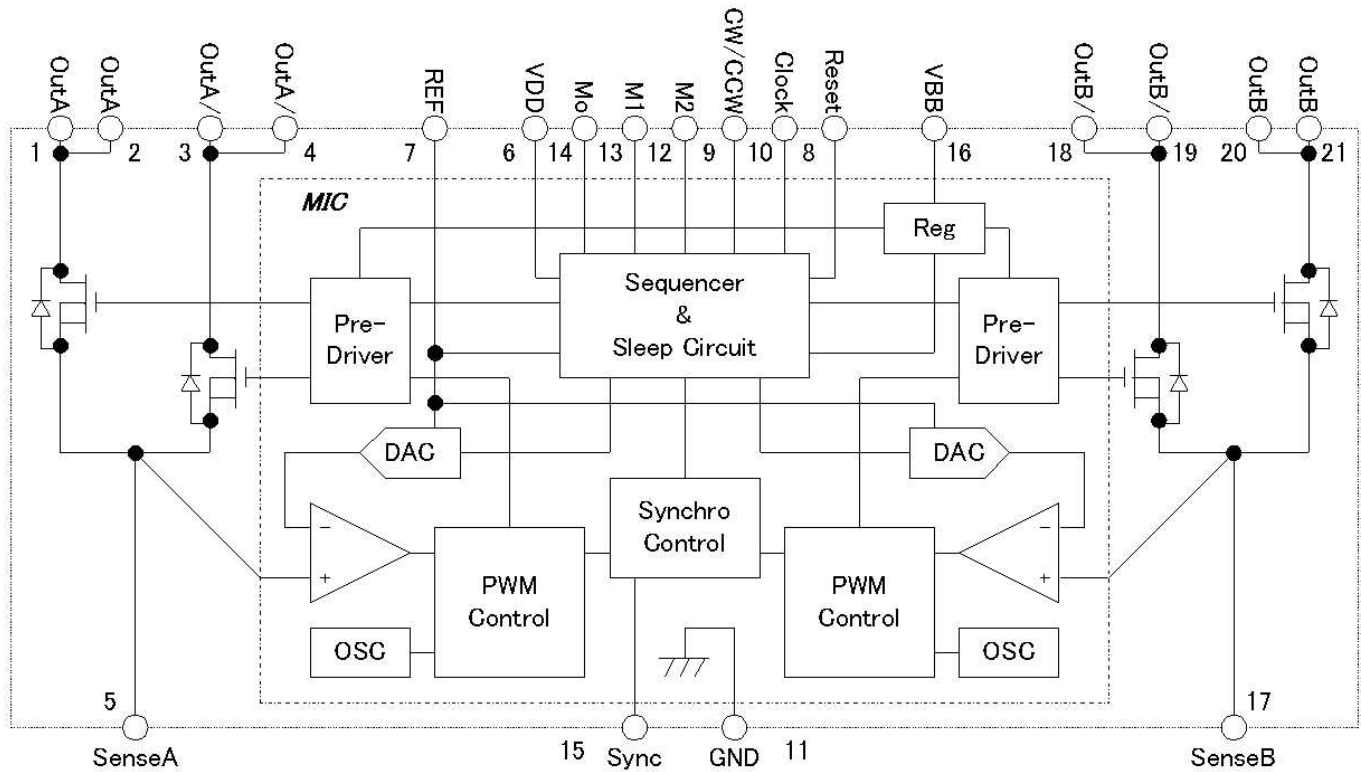 OutA
OutA
OutA/
OutA/
REF
VDD
Mo
M1
M2
CW/CCW
Clock
Reset
VBB
OutB/
OutB/
OutB
OutB
1
2
3
4
7
6
14
13
12
9
10
8
16
18
19
20
21
MIC
Reg
Pre-
Driver
Sequencer
&
Sleep Circuit
Pre-
Driver
DAC
DAC
−
+
Synchro
Control
−
+
PWM
Control
PWM
Control
OSC
OSC
5
SenseA
15
Sync
GND
11
17
SenseB